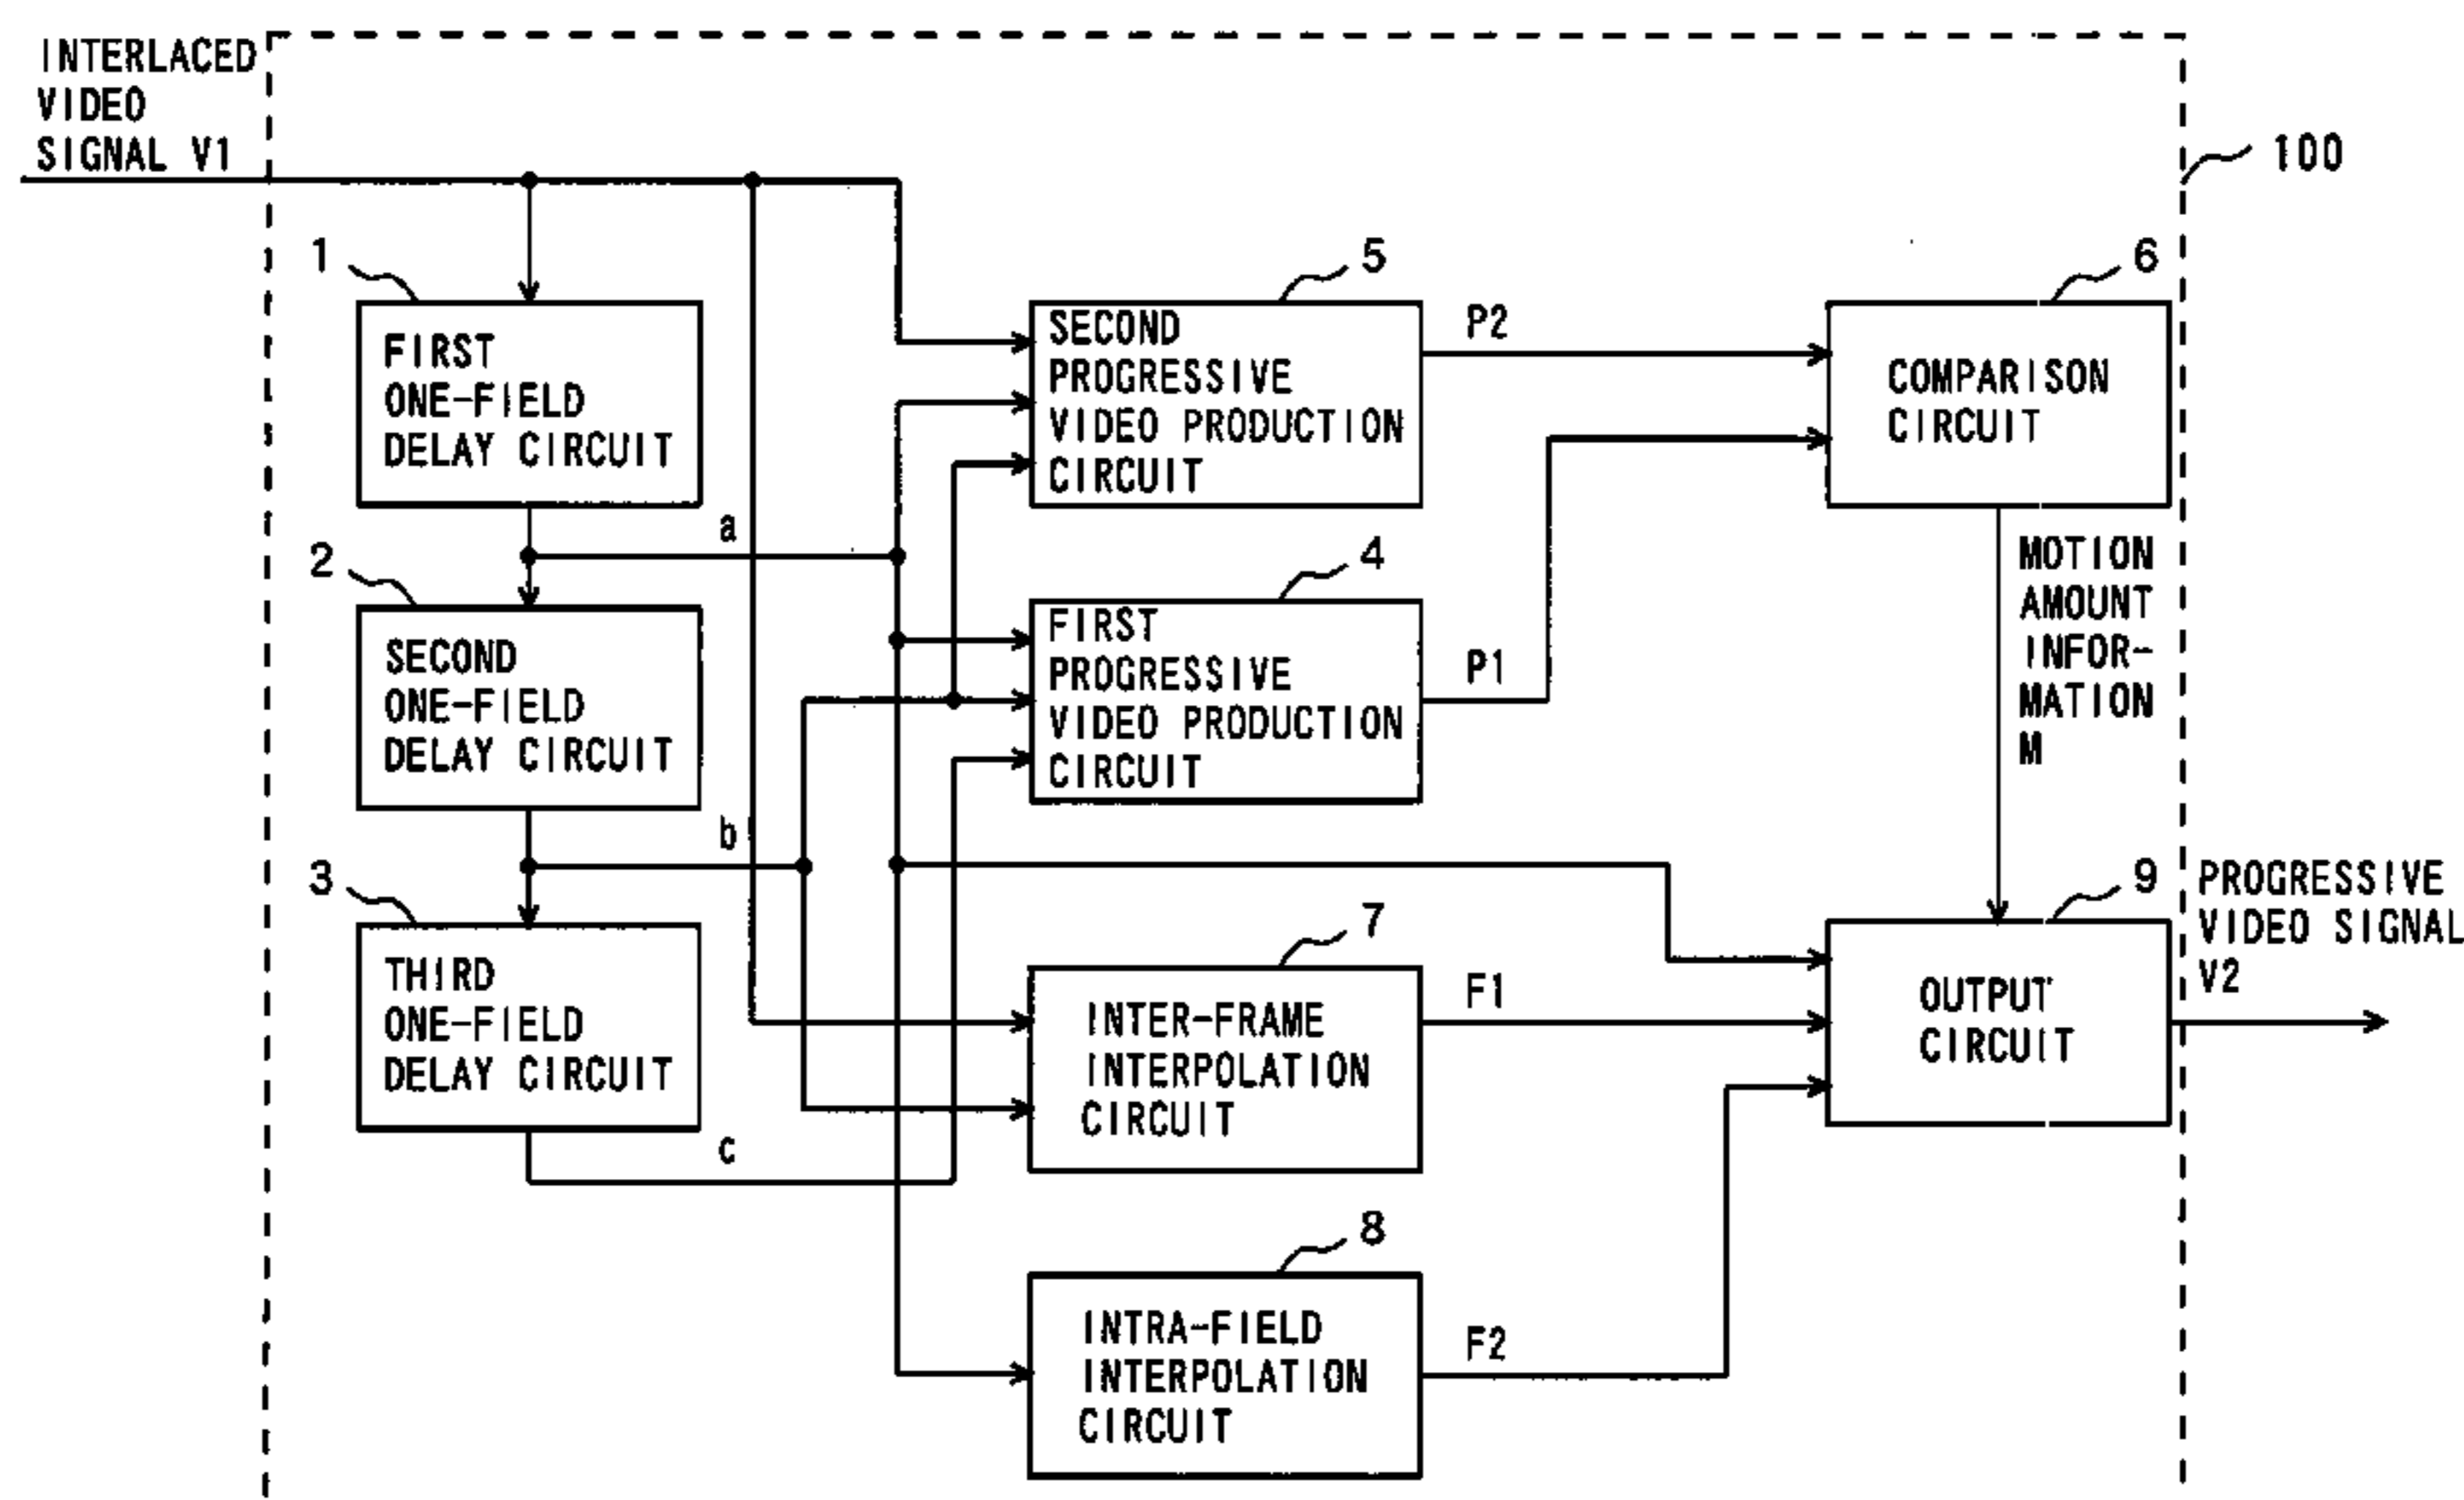 INTERLACED
VIDEO
SIGNAL V1
100
1
FIRST
ONE-FIELD
DELAY CIRCUIT
5
SECOND
PROGRESSIVE
VIDEO PRODUCTION
CIRCUIT
P2
6
COMPARISON
CIRCUIT
a
2
SECOND
ONE-FIELD
DELAY CIRCUIT
4
FIRST
PROGRESSIVE
VIDEO PRODUCTION
CIRCUIT
P1
MOTION
AMOUNT
INFOR-
MATION
M
b
3
THIRD
ONE-FIELD
DELAY CIRCUIT
c
7
INTER-FRAME
INTERPOLATION
CIRCUIT
F1
9
OUTPUT
CIRCUIT
PROGRESSIVE
VIDEO SIGNAL
V2
8
INTRA-FIELD
INTERPOLATION
CIRCUIT
F2